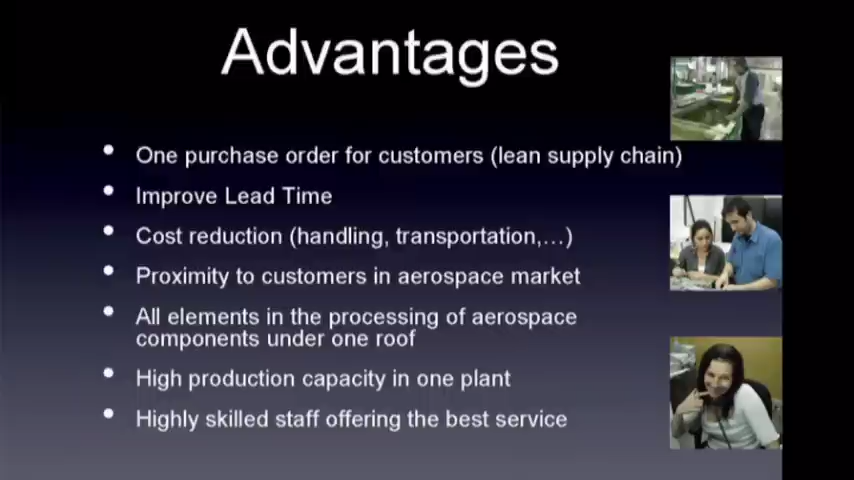 Advantages
• One purchase order for customers (lean supply chain)
• Improve Lead Time
• Cost reduction (handling, transportation,...)
• Proximity to customers in aerospace market
• All elements in the processing of aerospace
components under one roof
• High production capacity in one plant
• Highly skilled staff offering the best service